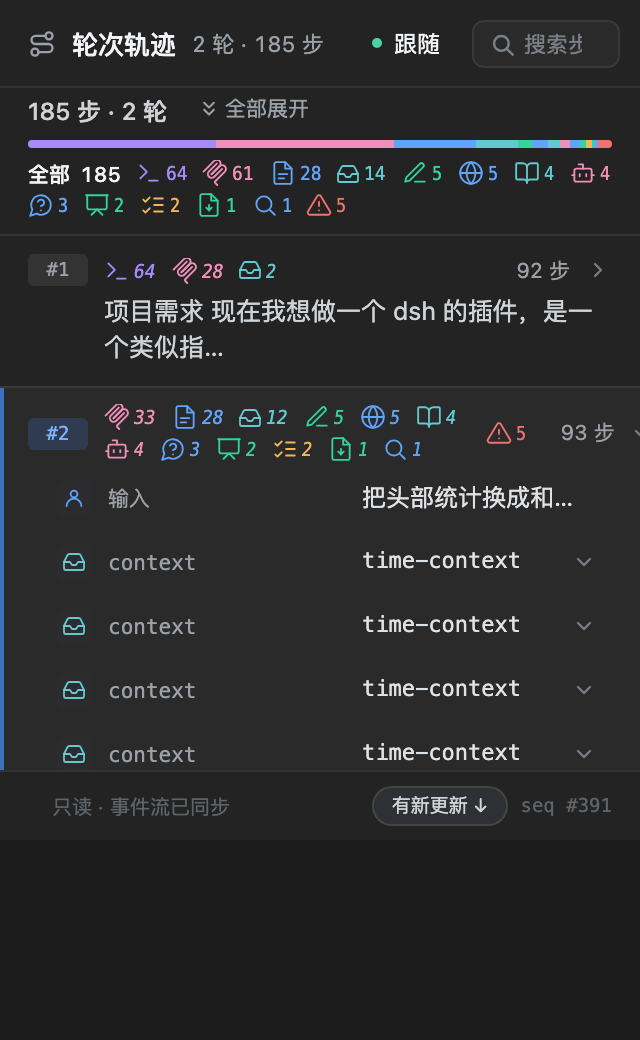 轮次轨迹 2 轮 · 185 步 跟随 搜索步
185 步 · 2 轮 全部展开
全部 185 64 61 28 14 5 5 4 4
3 2 2 1 1 5
#1 64 28 2 92 步
项目需求 现在我想做一个 dsh 的插件，是一
个类似指...
#2 33 28 12 5 5 4 5 93 步
4 3 2 2 1 1
输入 把头部统计换成和...
context time-context
context time-context
context time-context
context time-context
只读 · 事件流已同步 有新更新 ↓ seq #391